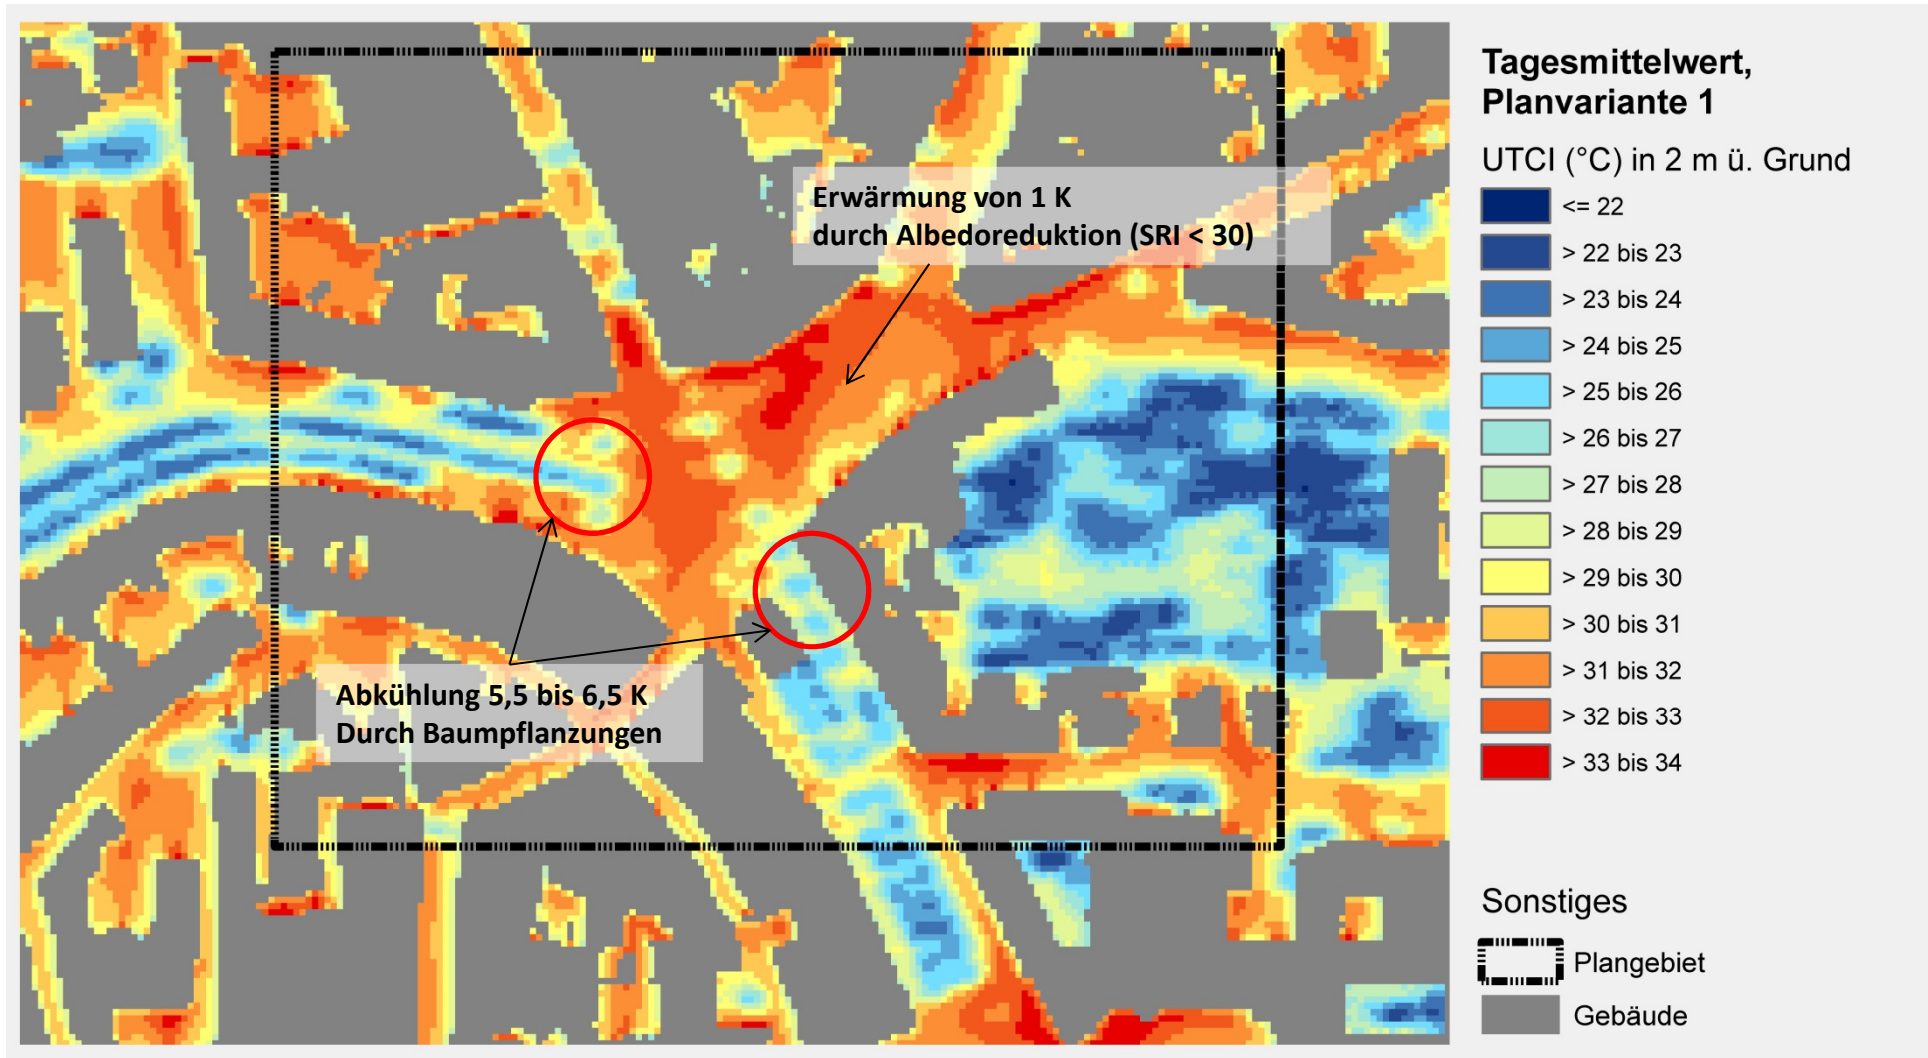 Erwärmung von 1 K
durch Albedoreduktion (SRI < 30)
Abkühlung 5,5 bis 6,5 K
Durch Baumpflanzungen
Tagesmittelwert,
Planvariante 1
UTCI (°C) in 2 m ü. Grund
<= 22
> 22 bis 23
> 23 bis 24
> 24 bis 25
> 25 bis 26
> 26 bis 27
> 27 bis 28
> 28 bis 29
> 29 bis 30
> 30 bis 31
> 31 bis 32
> 32 bis 33
> 33 bis 34
Sonstiges
Plangebiet
Gebäude